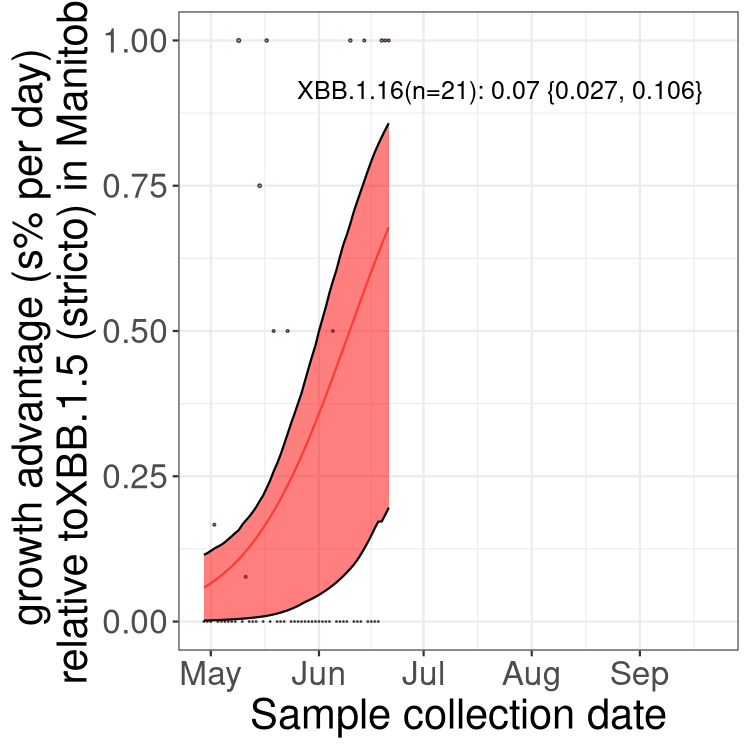 growth advantage (s% per day)
relative toXBB.1.5 (stricto) in Manitob
1.00
0.75
0.50
0.25
0.00
XBB.1.16(n=21): 0.07 {0.027, 0.106}
May Jun Jul Aug Sep
Sample collection date